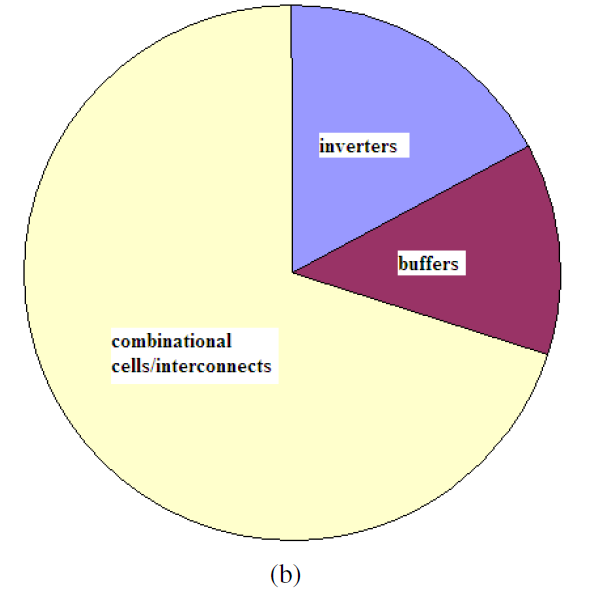 inverters
buffers
combinational
cells/interconnects
(b)